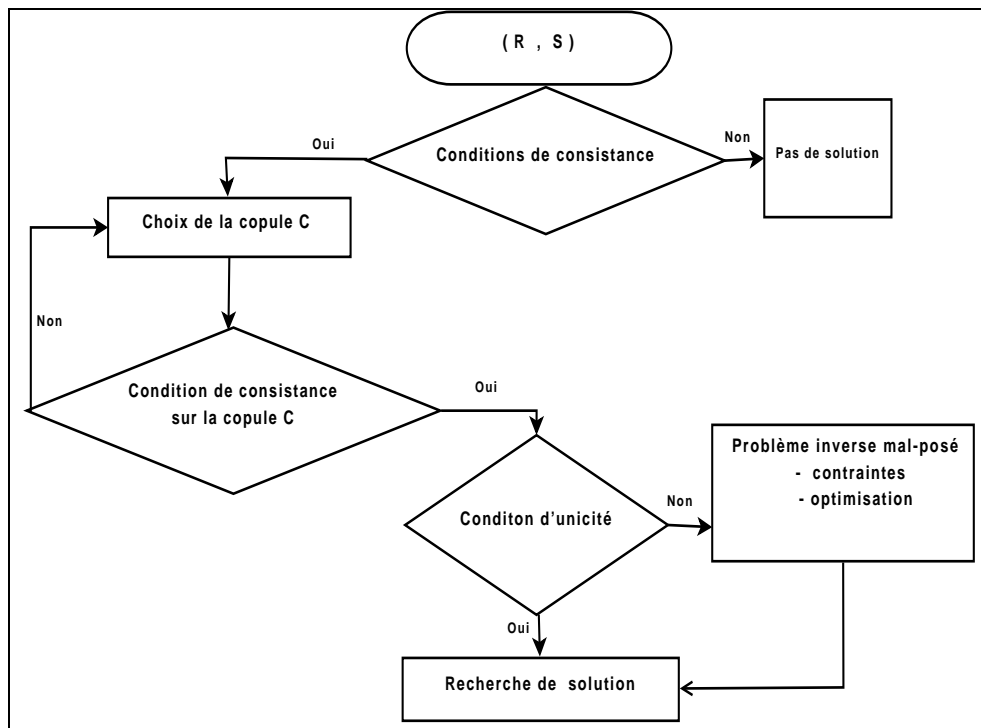 ( R , S )
Oui
Conditions de consistance
Non
Pas de solution
Choix de la copule C
Non
Condition de consistance
sur la copule C
Oui
Conditon d'unicité
Non
Problème inverse mal-posé
- contraintes
- optimisation
Oui
Recherche de solution